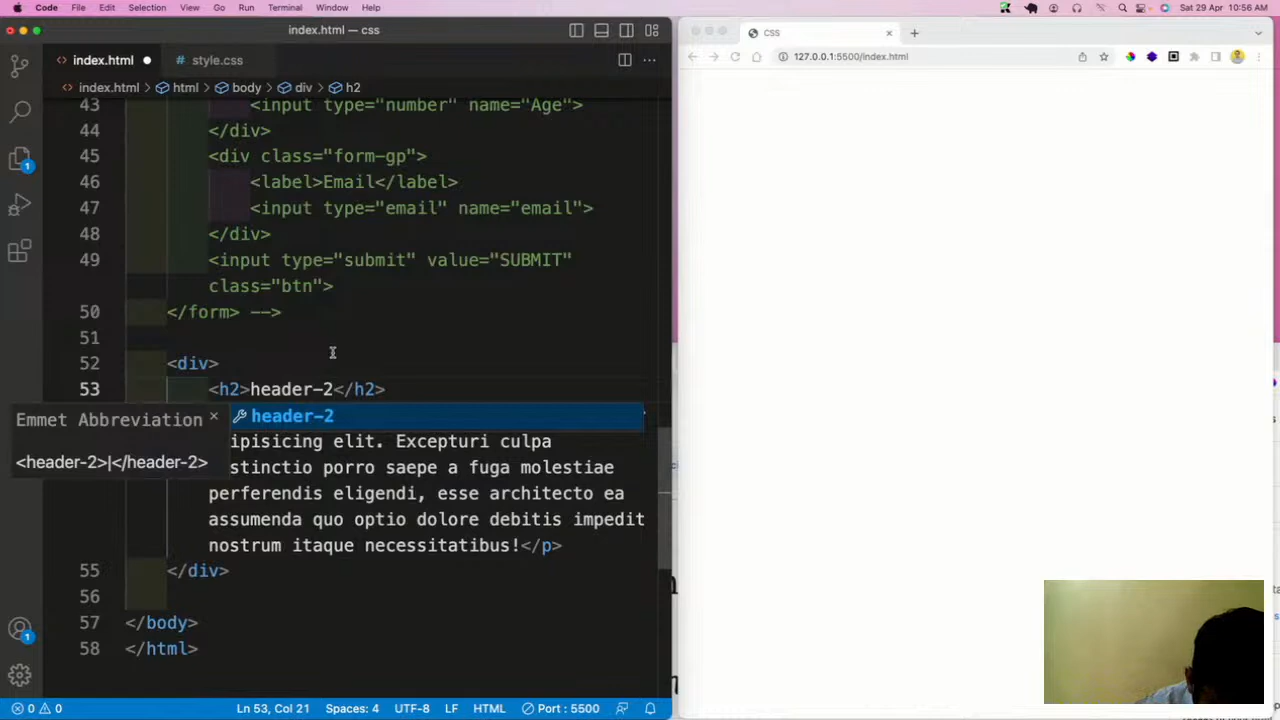 Code File Edit Selection View Go Run Terminal Window Help
Sat 29 Apr 10:56 AM
index.html — css
index.html
style.css
index.html > html > body > div > h2
43 <input type="number" name="Age">
44 </div>
45 <div class="form-gp">
46 <label>Email</label>
47 <input type="email" name="email">
48 </div>
49 <input type="submit" value="SUBMIT"
class="btn">
50 </form> -->
51
52 <div>
53 <h2>header-2</h2>
Emmet Abbreviation
<header-2>|</header-2>
header-2
ipisicing elit. Excepturi culpa
stinctio porro saepe a fuga molestiae
perferendis eligendi, esse architecto ea
assumenda quo optio dolore debitis impedit
nostrum itaque necessitatibus!</p>
55 </div>
56
57 </body>
58 </html>
1
1
0 0
Ln 53, Col 21
Spaces: 4
UTF-8
LF
HTML
Port : 5500
CSS
127.0.0.1:5500/index.html